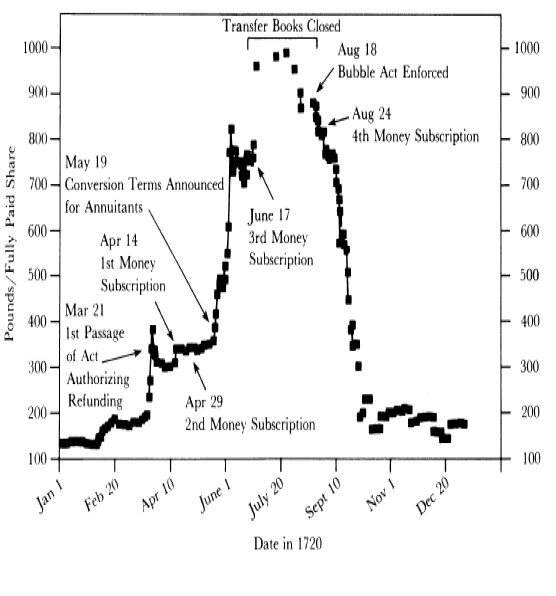 Transfer Books Closed
Aug 18
Bubble Act Enforced
Aug 24
4th Money Subscription
May 19
Conversion Terms Announced
for Annuitants
June 17
3rd Money
Subscription
Apr 14
1st Money
Subscription
Mar 21
1st Passage
of Act
Authorizing
Refunding
Apr 29
2nd Money Subscription
Pounds/Fully Paid Share
1000
900
800
700
600
500
400
300
200
100
1000
900
800
700
600
500
400
300
200
100
Jan 1
Feb 20
Apr 10
June 1
July 20
Sept 10
Nov 1
Dec 20
Date in 1720